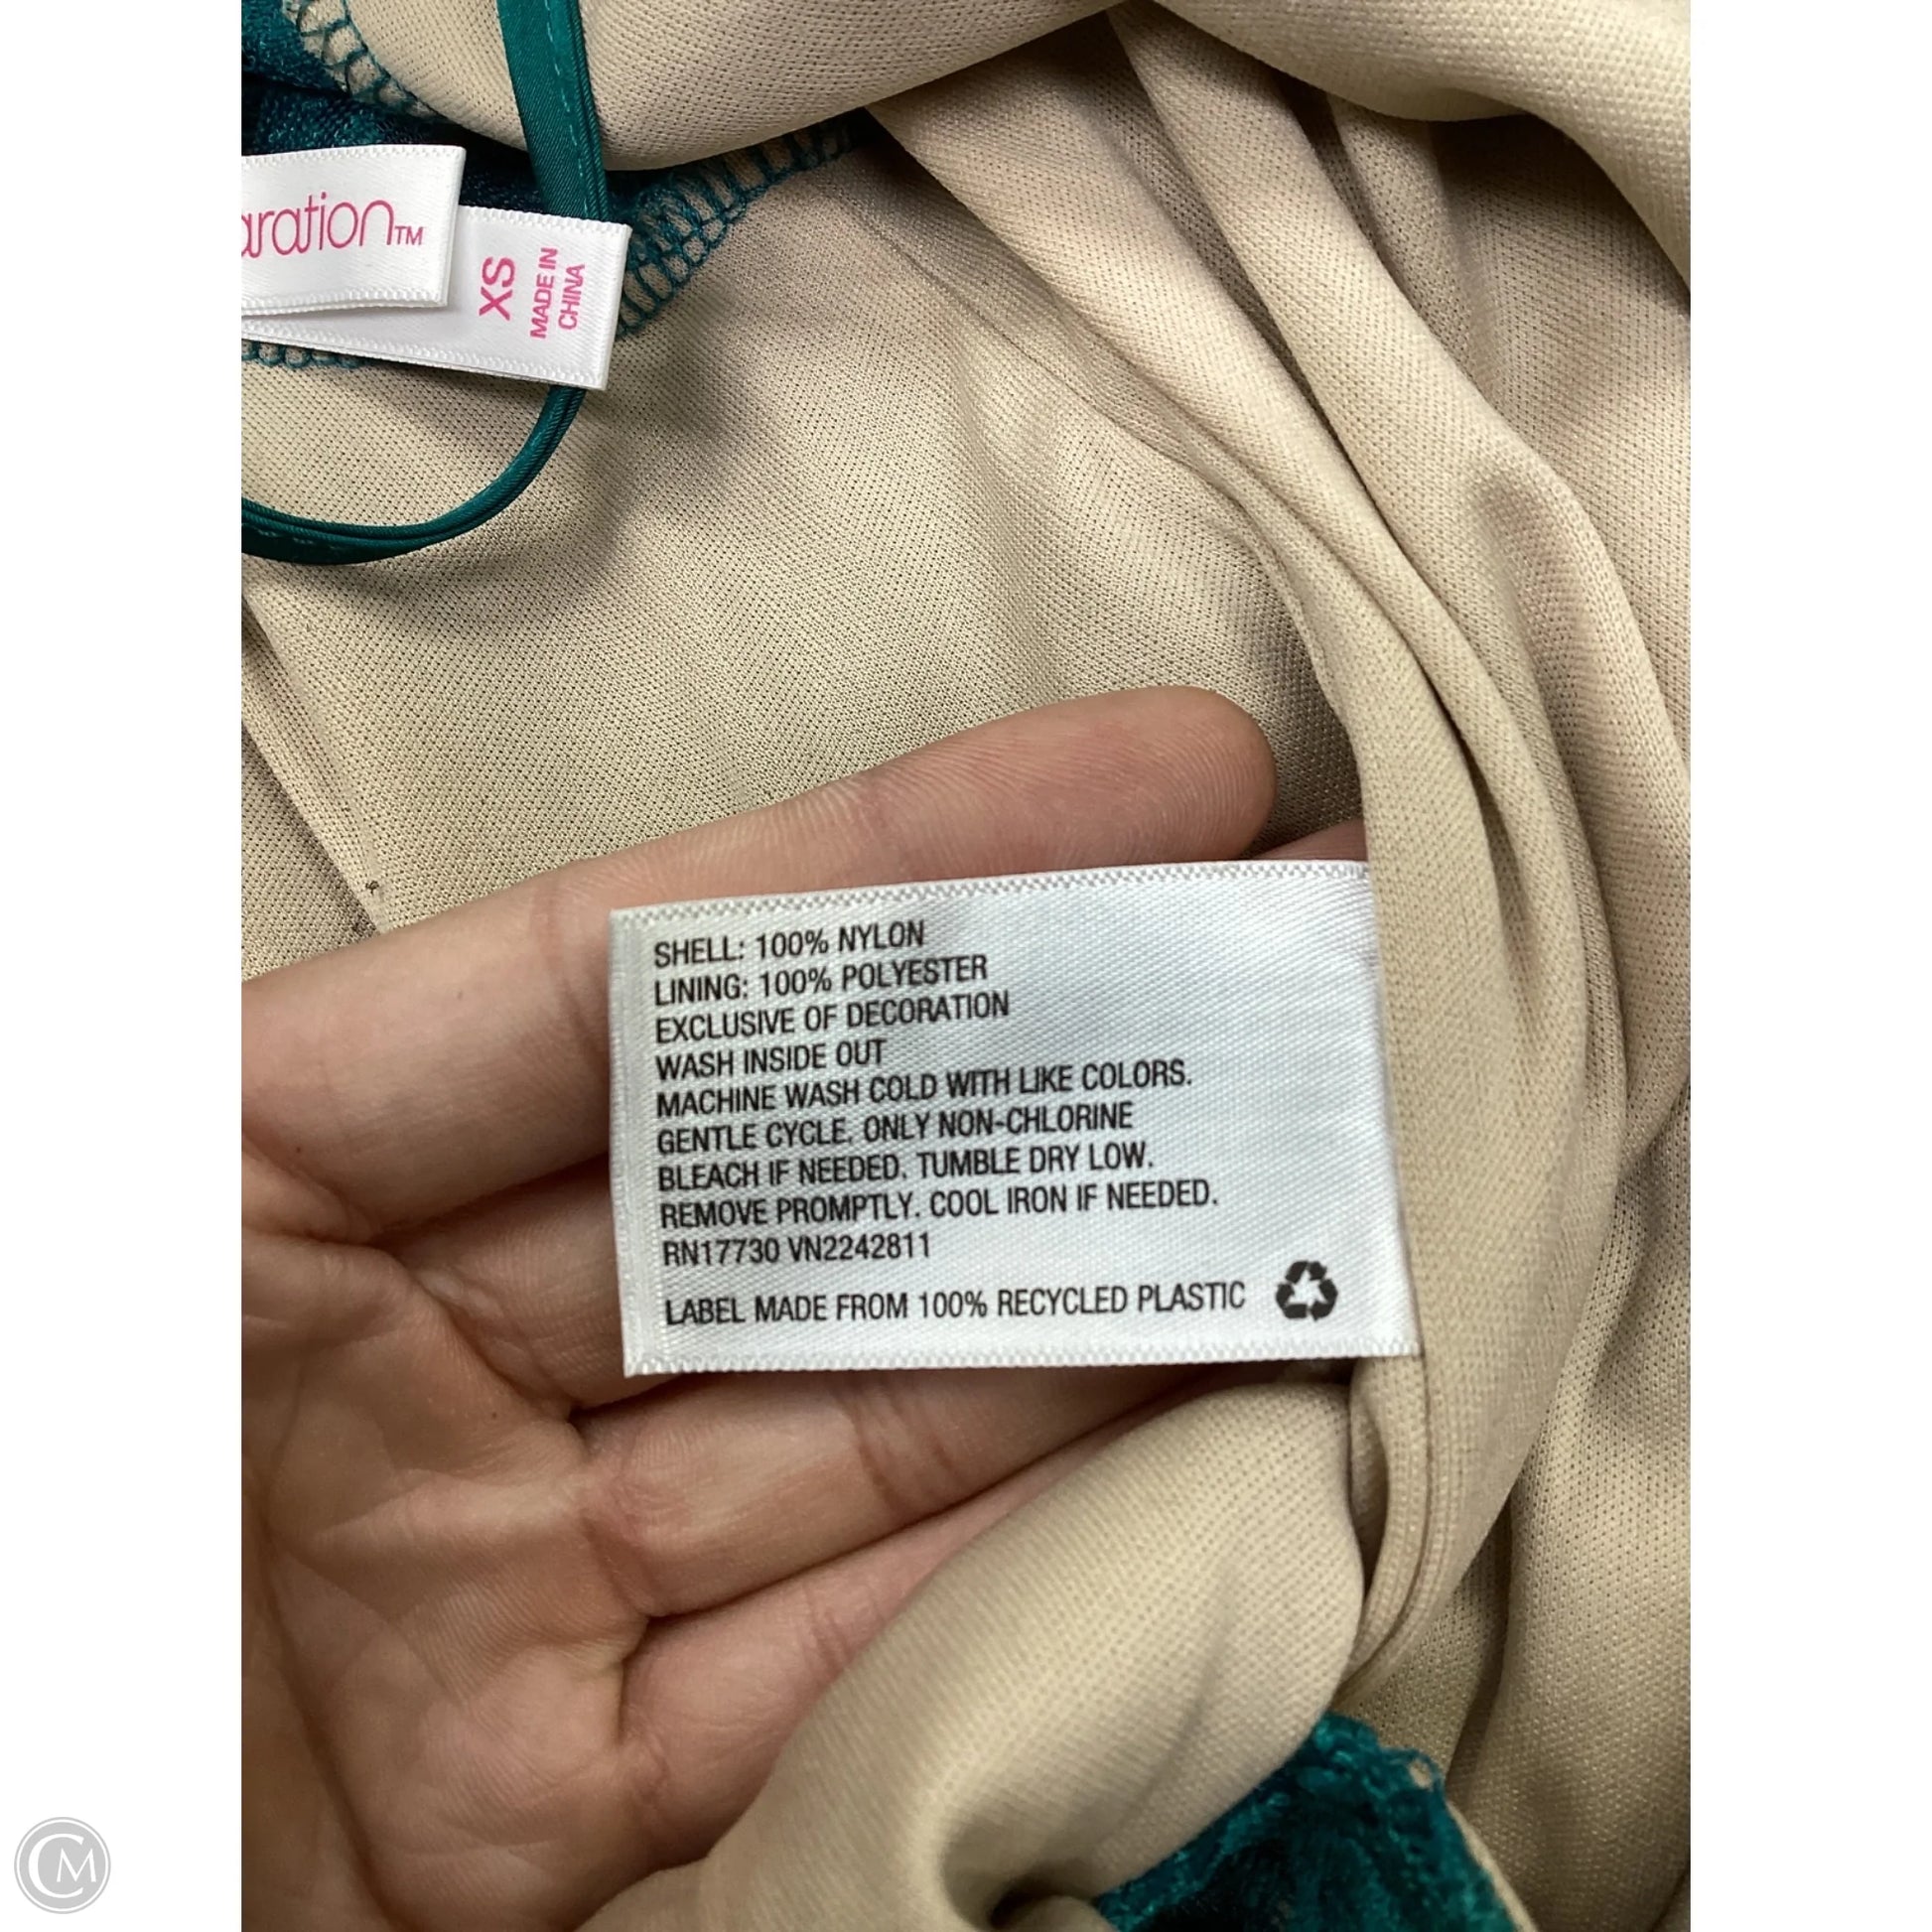 TM
XS
MADE IN
CHINA
SHELL: 100% NYLON
LINING: 100% POLYESTER
EXCLUSIVE OF DECORATION
WASH INSIDE OUT
MACHINE WASH COLD WITH LIKE COLORS.
GENTLE CYCLE. ONLY NON-CHLORINE
BLEACH IF NEEDED. TUMBLE DRY LOW.
REMOVE PROMPTLY. COOL IRON IF NEEDED.
RN17730 VN2242811
LABEL MADE FROM 100% RECYCLED PLASTIC
CM